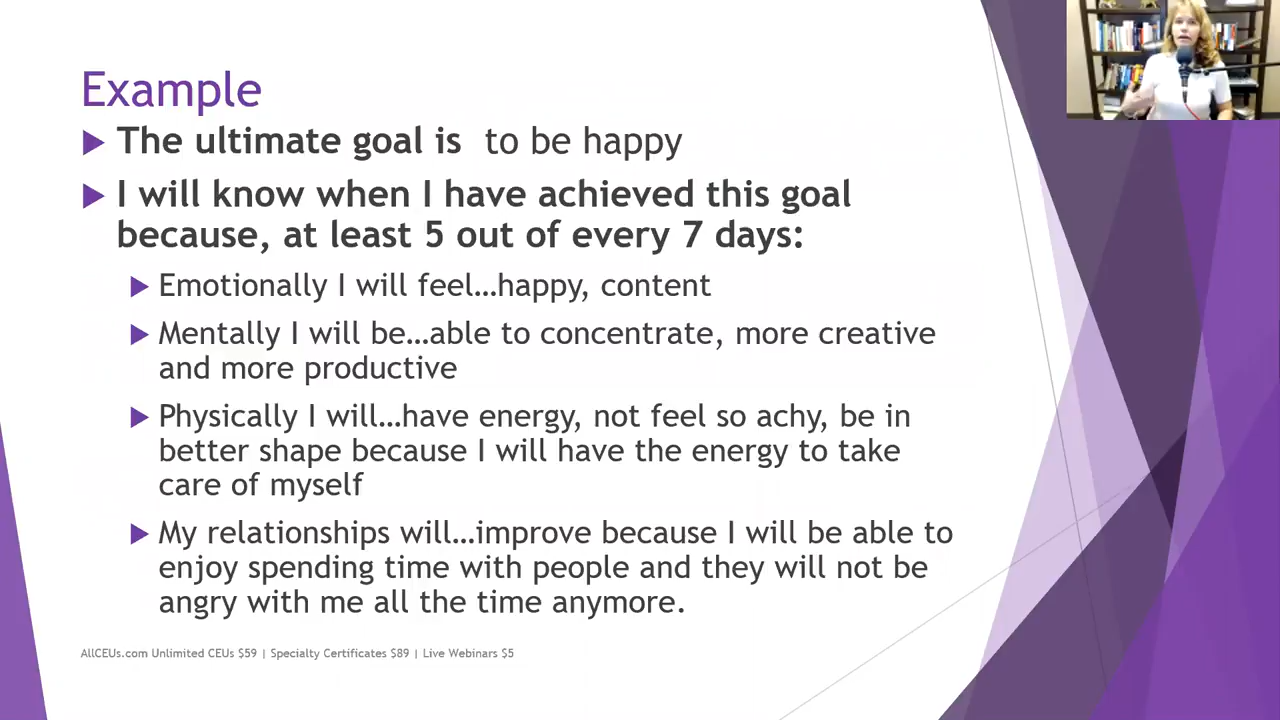 Example
The ultimate goal is to be happy
I will know when I have achieved this goal
because, at least 5 out of every 7 days:
Emotionally I will feel…happy, content
Mentally I will be…able to concentrate, more creative
and more productive
Physically I will…have energy, not feel so achy, be in
better shape because I will have the energy to take
care of myself
My relationships will…improve because I will be able to
enjoy spending time with people and they will not be
angry with me all the time anymore.
AllCEUs.com Unlimited CEUs $59 | Specialty Certificates $89 | Live Webinars $5